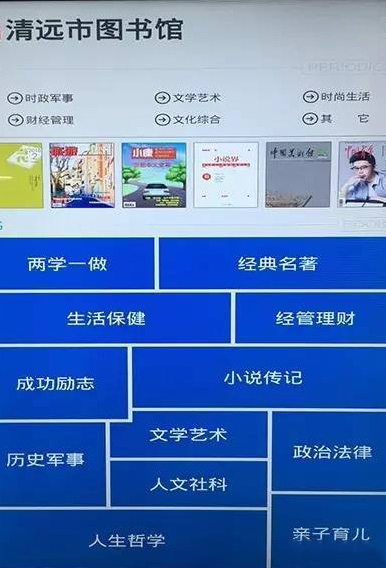 清远市图书馆
PERIODIC
时政军事
文学艺术
时尚生活
财经管理
文化综合
其 它
旅游
小康
小说界
中国美术馆
两学一做
经典名著
生活保健
经管理财
成功励志
小说传记
历史军事
文学艺术
政治法律
人文社科
人生哲学
亲子育儿